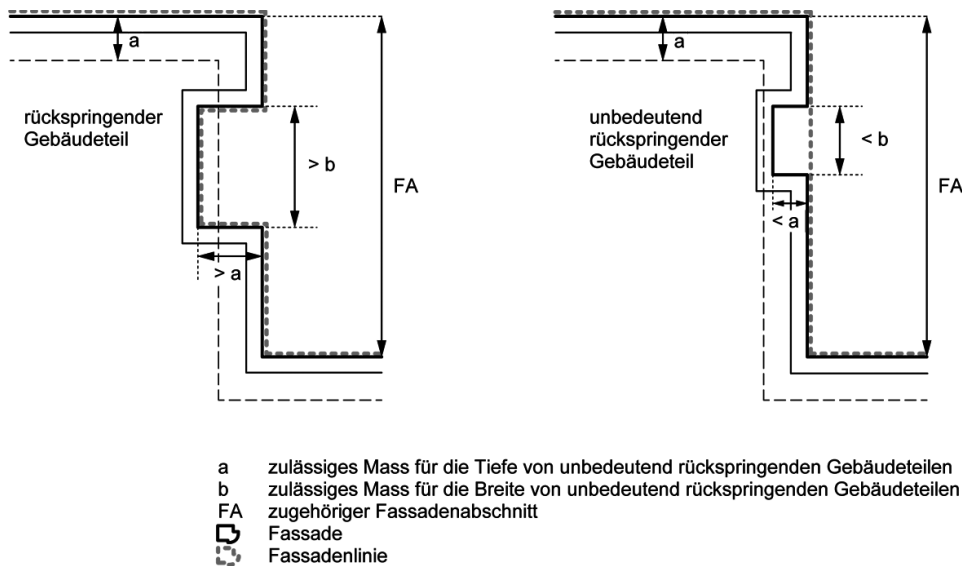 a
rückspringender
Gebäudeteil
> b
FA
> a
a
unbedeutend
rückspringender
Gebäudeteil
< b
FA
< a
a zulässiges Mass für die Tiefe von unbedeutend rückspringenden Gebäudeteilen
b zulässiges Mass für die Breite von unbedeutend rückspringenden Gebäudeteilen
FA zugehöriger Fassadenabschnitt
Fassade
Fassadenlinie